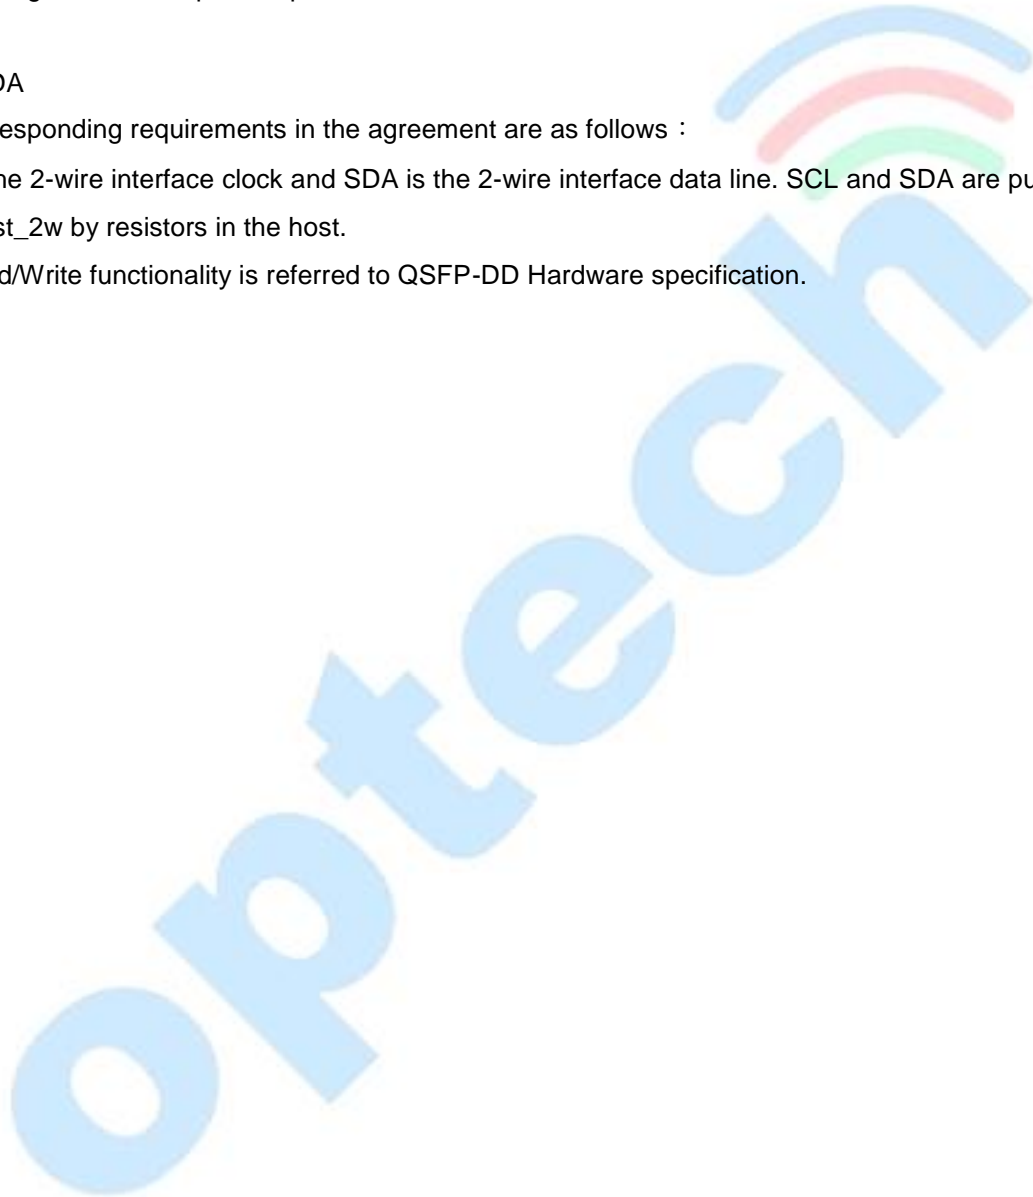 DA
esponding requirements in the agreement are as follows：
he 2-wire interface clock and SDA is the 2-wire interface data line. SCL and SDA are pu
st_2w by resistors in the host.
d/Write functionality is referred to QSFP-DD Hardware specification.
optech